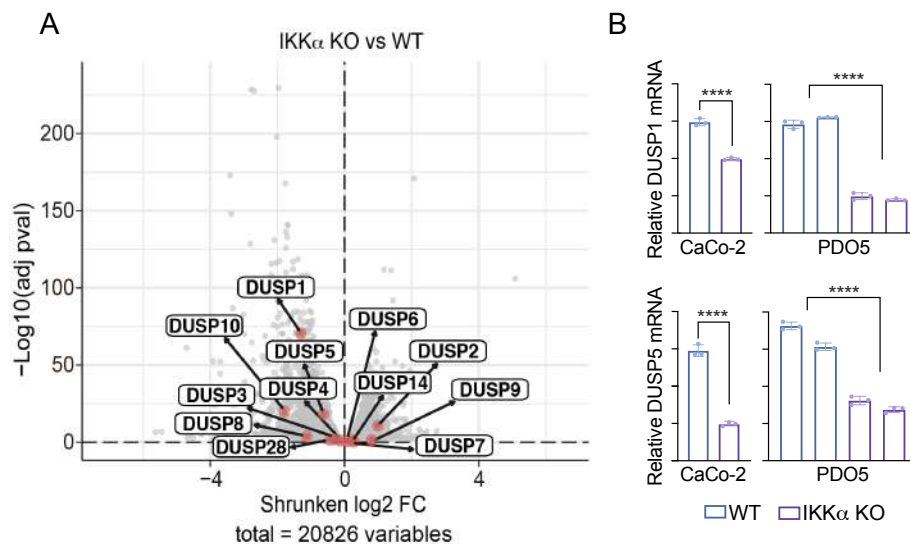 A
IKKα KO vs WT
−Log10(adj pval)
200
150
100
50
0
DUSP1
DUSP10
DUSP6
DUSP5
DUSP2
DUSP4
DUSP14
DUSP3
DUSP9
DUSP8
DUSP28
DUSP7
−4
0
4
Shrunken log2 FC
total = 20826 variables
B
Relative DUSP1 mRNA
****
****
CaCo-2
PDO5
Relative DUSP5 mRNA
****
****
CaCo-2
PDO5
WT
IKKα KO